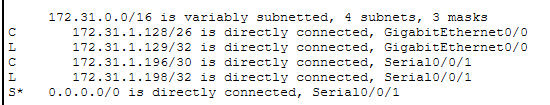 172.31.0.0/16 is variably subnetted, 4 subnets, 3 masks
C 172.31.1.128/26 is directly connected, GigabitEthernet0/0
L 172.31.1.129/32 is directly connected, GigabitEthernet0/0
C 172.31.1.196/30 is directly connected, Serial0/0/1
L 172.31.1.198/32 is directly connected, Serial0/0/1
S* 0.0.0.0/0 is directly connected, Serial0/0/1